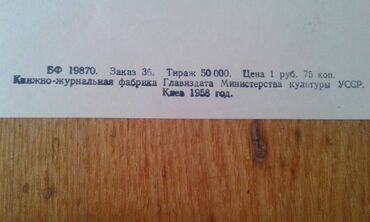 БФ 19870. Заказ 36. Тираж 50 000. Цена 1 руб. 75 коп.
Книжно-журнальная фабрика Главиздата Министерства культуры УССР.
Киев 1958 год.